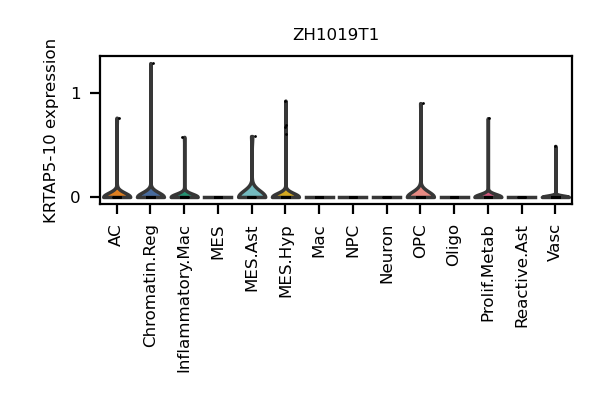 ZH1019T1
KRTAP5-10 expression
1
0
AC
Chromatin.Reg
Inflammatory.Mac
MES
MES.Ast
MES.Hyp
Mac
NPC
Neuron
OPC
Oligo
Prolif.Metab
Reactive.Ast
Vasc